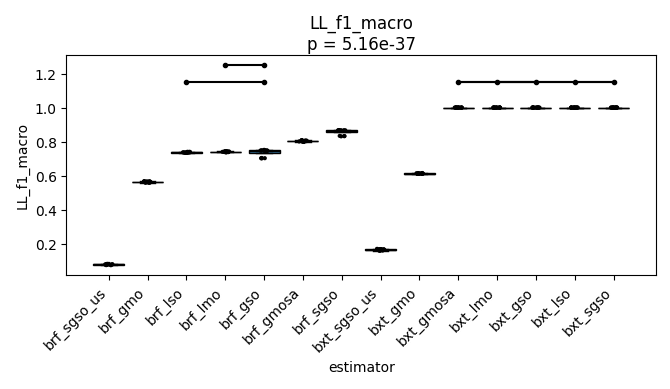 LL_f1_macro
p = 5.16e-37
LL_f1_macro
1.2
1.0
0.8
0.6
0.4
0.2
brf_sgso_us
brf_gmo
brf_lso
brf_lmo
brf_gso
brf_gmosa
brf_sgso
bxt_sgso_us
bxt_gmo
bxt_gmosa
bxt_lmo
bxt_gso
bxt_lso
bxt_sgso
estimator